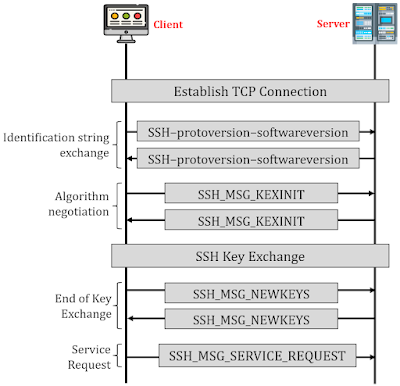 Client
Server
Establish TCP Connection
Identification string
exchange
SSH-protoversion-softwareversion
SSH-protoversion-softwareversion
Algorithm
negotiation
SSH_MSG_KEXINIT
SSH_MSG_KEXINIT
SSH Key Exchange
End of Key
Exchange
SSH_MSG_NEWKEYS
SSH_MSG_NEWKEYS
Service
Request
SSH_MSG_SERVICE_REQUEST